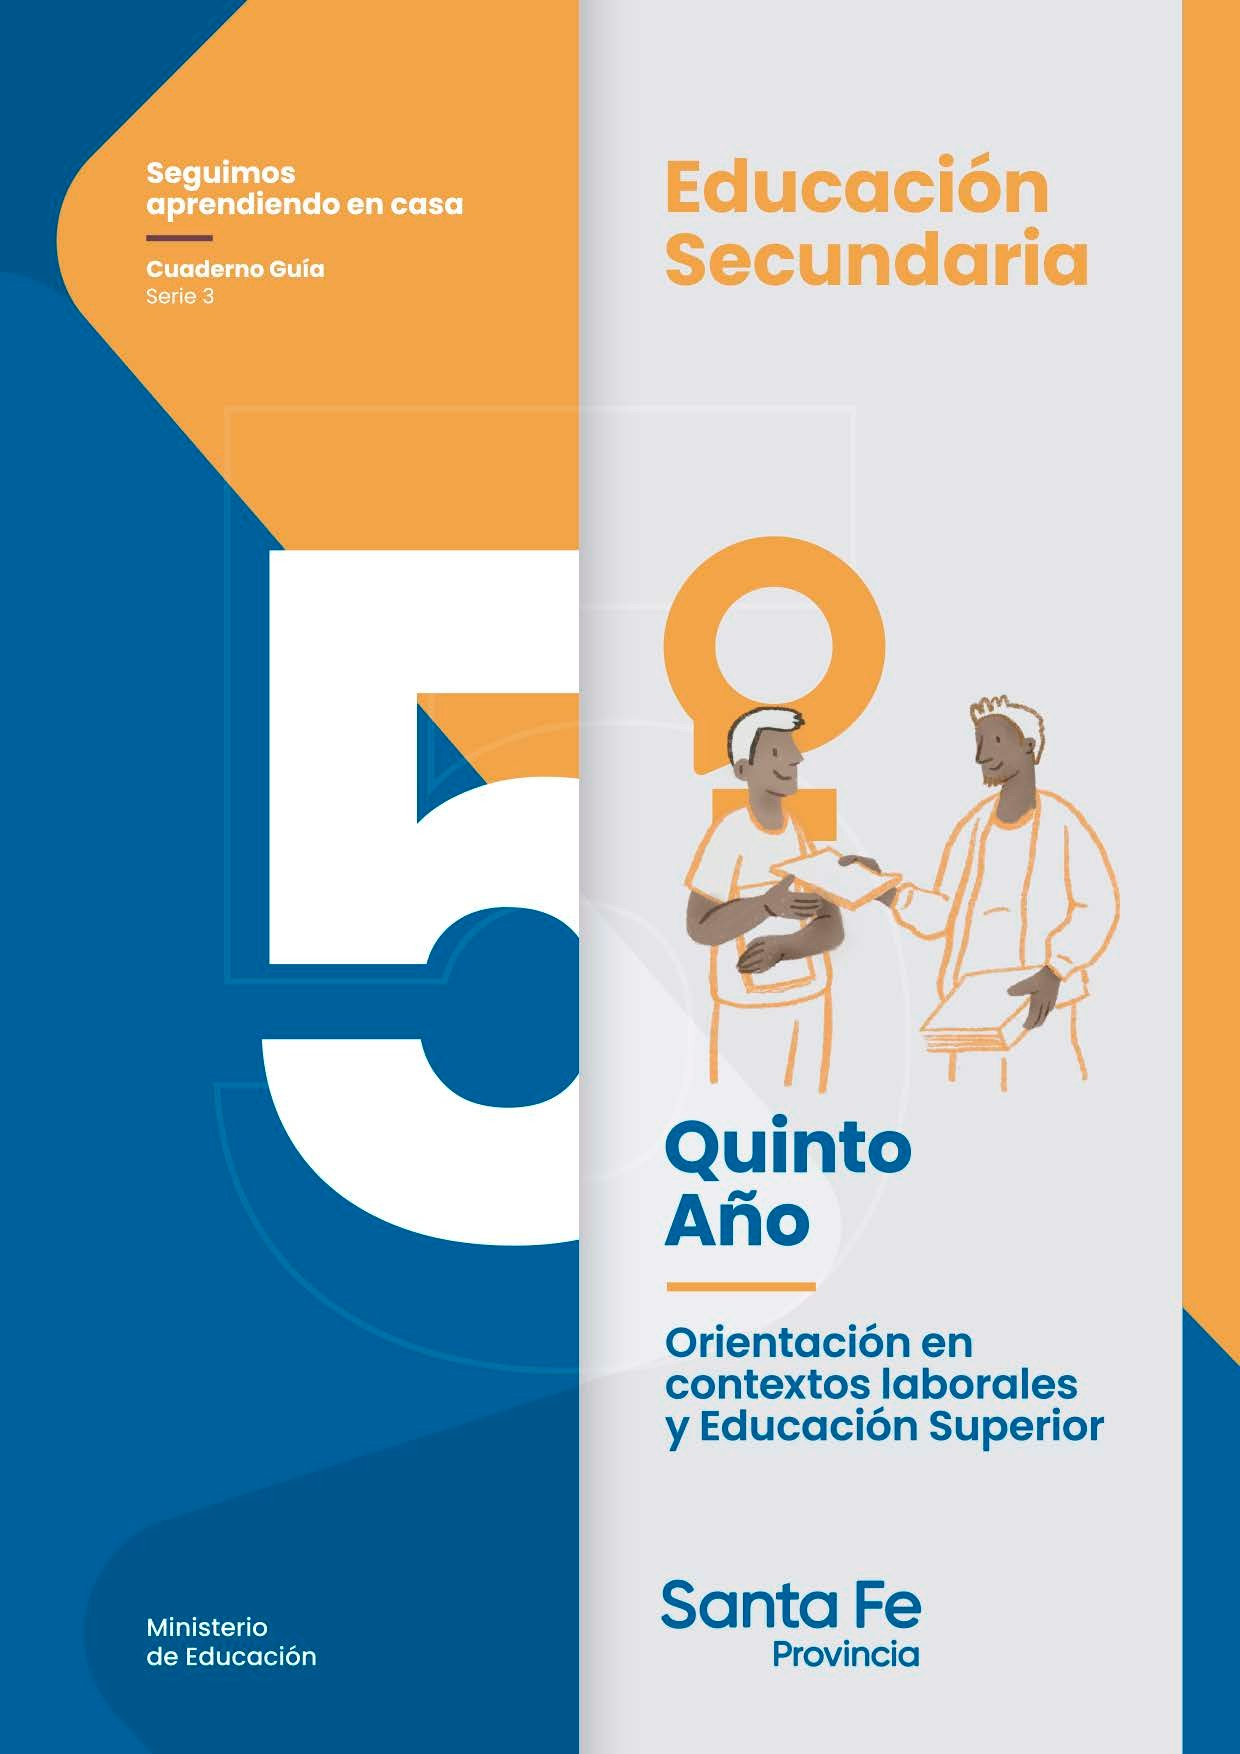 Seguimos
aprendiendo en casa
Cuaderno Guía
Serie 3
Educación
Secundaria
5º
Quinto
Año
Orientación en
contextos laborales
y Educación Superior
Ministerio
de Educación
Santa Fe
Provincia